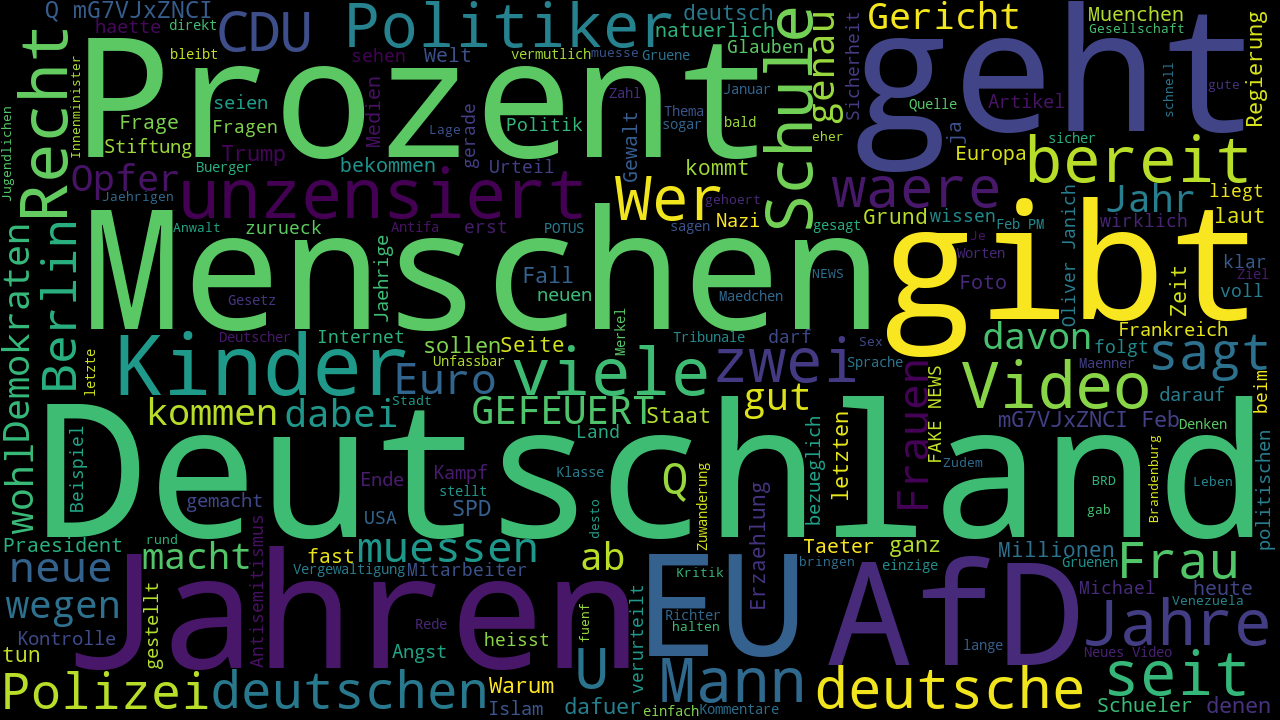 Q mG7VJxZNCI
haette
direkt
CDU
Politiker
deutsch
natuerlich
Glauben
Schule
genau
sicherheit
Gericht
geht
Muenchen
Gesellschaft
Regierung
bleibt
sehen
Welt
vermutlich
muesse
Gruene
Recht
Innenminister
Jugendlichen
Prozent
seien
Frage
Fragen
Stiftung
Medien
Lage
gerade
Politik
Zahl
Thema
sogar
Januar
bald
eher
Quelle
Artikel
ja
schnell
gute
sicher
Trump
Buerger
bekommen
Urteil
Gewalt
kommt
Europa
bereit
Opfer
Jaehrigen
unzensiert
Wer
gehoert
waere
Jahr
liegt
Anwalt
zurueck
Antifa
erst
POTUS
sagen
Nazi
gesagt
Grund
wissen
Feb PM
wirklich
laut
Oliver Janich
Je
Worten
Menschen
gibt
Jaehrige
Fall
neuen
NEWS
Gesetz
Maedchen
Foto
Zeit
klar
Ziel
voll
wohl
Demokraten
Berlin
Deutscher
Internet
sollen
Seite
Merkel
Tribunale
darf
Sex
davon
folgt
Frankreich
sagt
letzte
Kinder
Unfassbar
Euro
viele
zwei
Sprache
Frauen
FAKE NEWS
Video
Maenner
darauf
beim
kommen
dabei
Stadt
GEFEUERT
Staat
gut
mG7VJxZNCI Feb
Denken
Beispiel
Deutschland
Land
bezueglich
letzten
gemacht
Ende
Kampf
Klasse
stellt
Q
Zudem
BRD
Brandenburg
Leben
gab
politischen
USA
SPD
desto
Zuwanderung
Erzaehlung
Praesident
rund
macht
Antisemitismus
fast
muessen
ab
Taeter
ganz
Millionen
Gruenen
Frau
neue
Vergewaltigung
Mitarbeiter
bringen
einzige
Kritik
wegen
Jahren
EU
AfD
Michael
heute
Venezuela
Kontrolle
gestellt
Rede
fuenf
Richter
halten
Jahre
tun
Angst
heisst
verurteilt
lange
Neues Video
Polizei
deutschen
Warum
U
Mann
deutsche
seit
Islam
dafuer
einfach
Kommentare
Schueler
denen